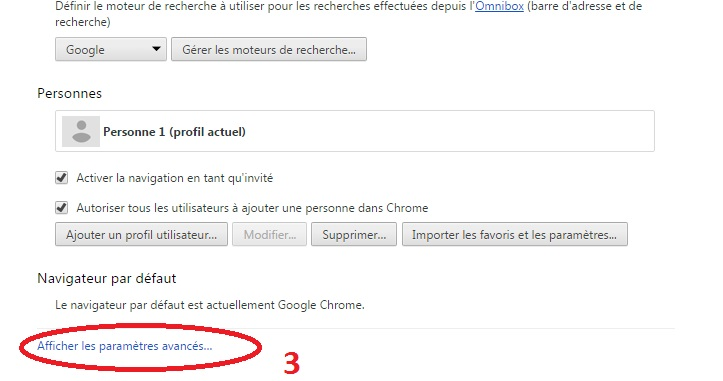 Définir le moteur de recherche à utiliser pour les recherches effectuées depuis l'Omnibox (barre d'adresse et de
recherche)
Google
Gérer les moteurs de recherche...
Personnes
Personne 1 (profil actuel)
Activer la navigation en tant qu'invité
Autoriser tous les utilisateurs à ajouter une personne dans Chrome
Ajouter un profil utilisateur...
Modifier...
Supprimer...
Importer les favoris et les paramètres...
Navigateur par défaut
Le navigateur par défaut est actuellement Google Chrome.
Afficher les paramètres avancés...
3